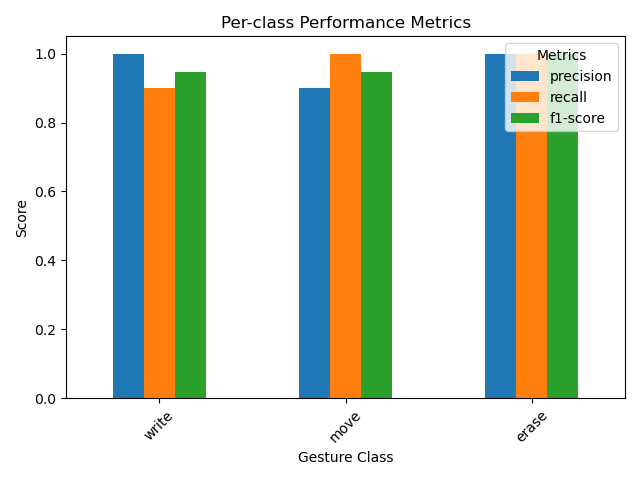 Per-class Performance Metrics
Metrics
precision
recall
f1-score
Score
1.0
0.8
0.6
0.4
0.2
0.0
write
move
erase
Gesture Class